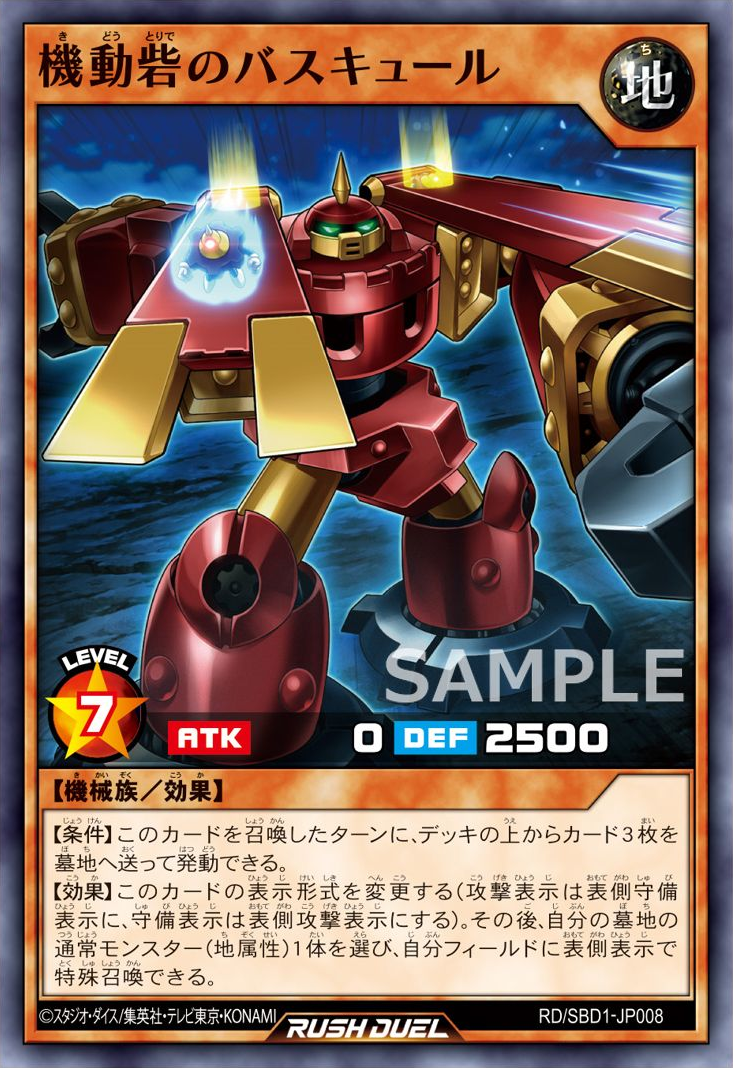 機動砦のバスキュール
地
LEVEL
7
ATK 0 DEF 2500
SAMPLE
【機械族／効果】
【条件】このカードを召喚したターンに、デッキの上からカード3枚を
墓地へ送って発動できる。
【効果】このカードの表示形式を変更する(攻撃表示は表側守備
表示に、守備表示は表側攻撃表示にする)。その後、自分の墓地の
通常モンスター(地属性)1体を選び、自分フィールドに表側表示で
特殊召喚できる。
©スタジオ・ダイス/集英社・テレビ東京・KONAMI
RUSH DUEL
RD/SBD1-JP008